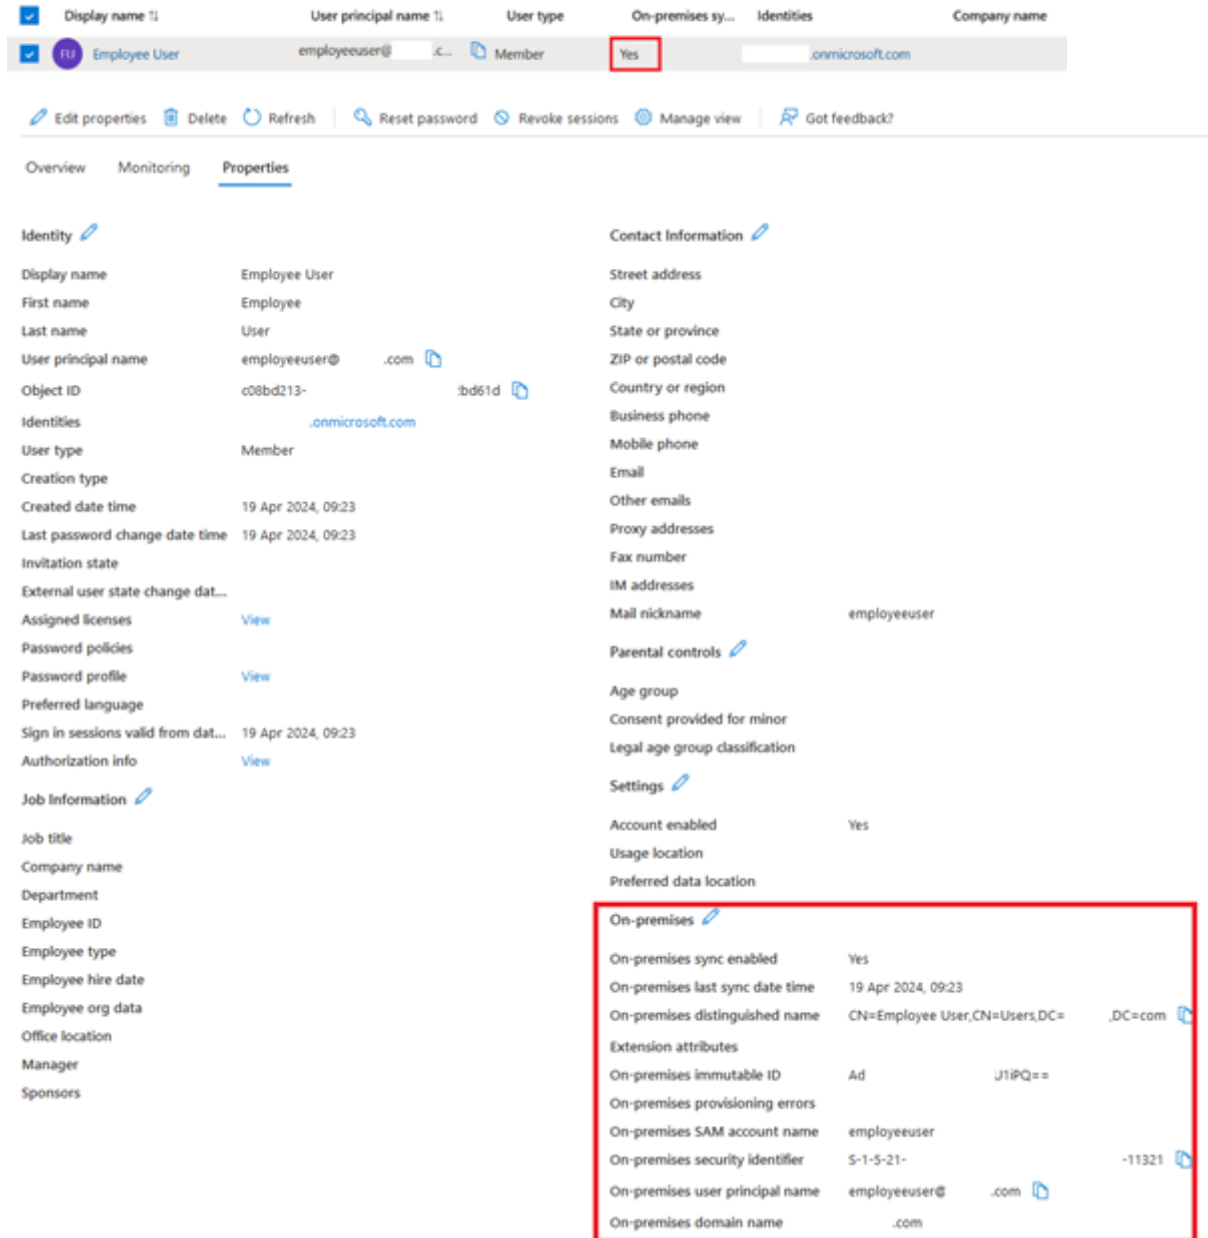 Display name ↑↓ User principal name ↑↓ User type On-premises sy... Identities Company name
EU Employee User employeeuser@ .c... Member Yes .onmicrosoft.com
Edit properties Delete Refresh Reset password Revoke sessions Manage view Got feedback?
Overview Monitoring Properties
Identity
Display name Employee User
First name Employee
Last name User
User principal name employeeuser@ .com
Object ID c08bd213- :bd61d
Identities .onmicrosoft.com
User type Member
Creation type
Created date time 19 Apr 2024, 09:23
Last password change date time 19 Apr 2024, 09:23
Invitation state
External user state change dat...
Assigned licenses View
Password policies
Password profile View
Preferred language
Sign in sessions valid from dat... 19 Apr 2024, 09:23
Authorization info View
Job Information
Job title
Company name
Department
Employee ID
Employee type
Employee hire date
Employee org data
Office location
Manager
Sponsors
Contact Information
Street address
City
State or province
ZIP or postal code
Country or region
Business phone
Mobile phone
Email
Other emails
Proxy addresses
Fax number
IM addresses
Mail nickname employeeuser
Parental controls
Age group
Consent provided for minor
Legal age group classification
Settings
Account enabled Yes
Usage location
Preferred data location
On-premises
On-premises sync enabled Yes
On-premises last sync date time 19 Apr 2024, 09:23
On-premises distinguished name CN=Employee User,CN=Users,DC= ,DC=com
Extension attributes
On-premises immutable ID Ad U1iPQ==
On-premises provisioning errors
On-premises SAM account name employeeuser
On-premises security identifier S-1-5-21- -11321
On-premises user principal name employeeuser@ .com
On-premises domain name .com